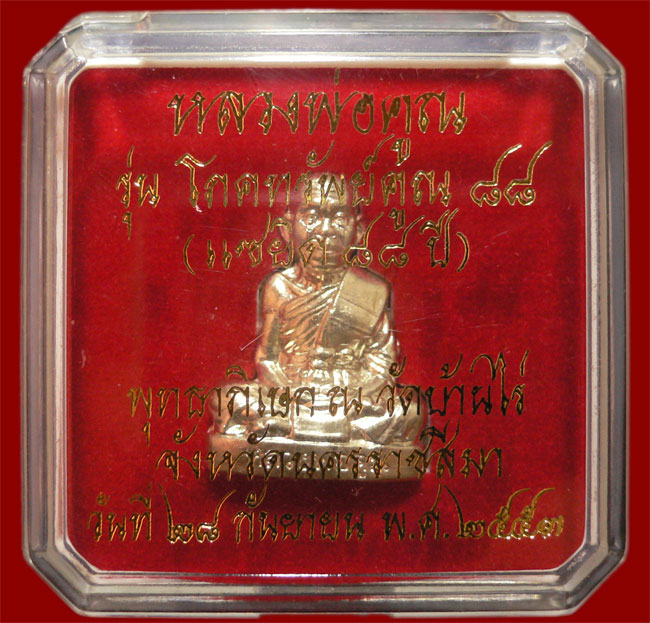 หลวงพ่อคูณ
รุ่น โภคทรัพย์คูณ ๘๘
(แซยิด ๘๘ ปี)
พุทธาภิเษก ณ วัดบ้านไร่
จังหวัดนครราชสีมา
วันที่ ๒๘ กันยายน พ.ศ. ๒๕๕๓